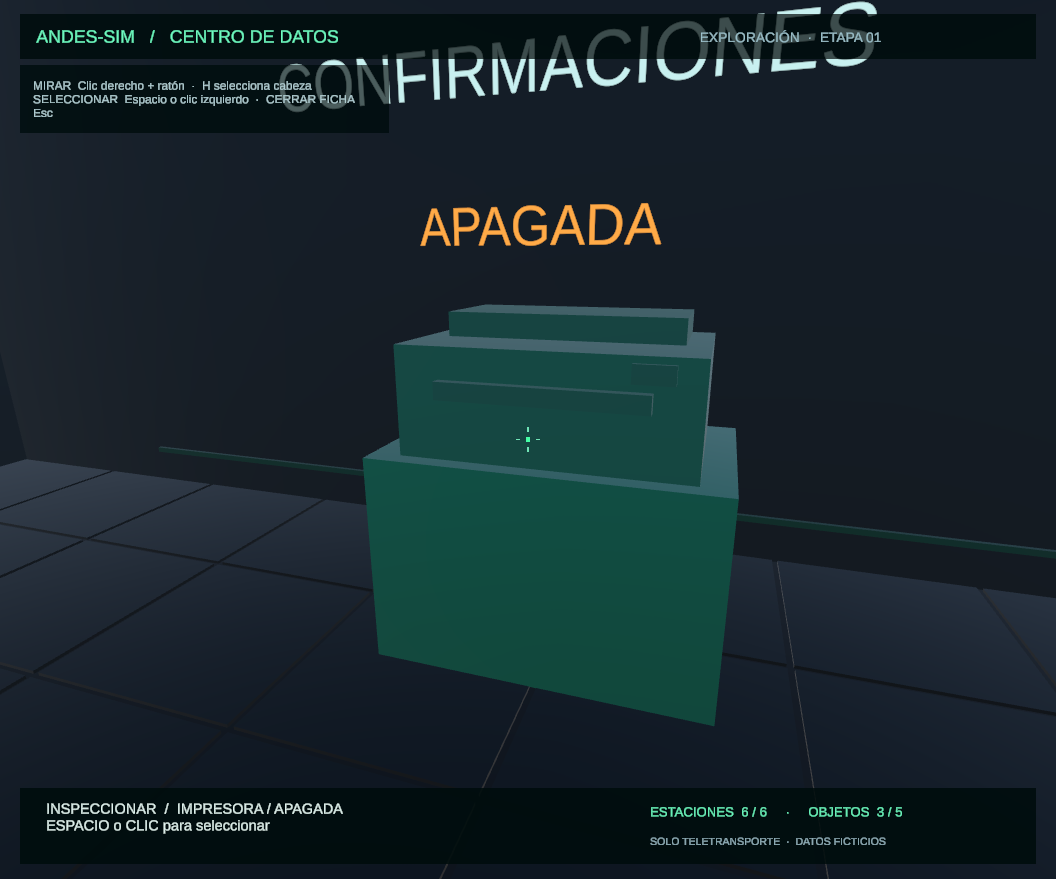 ANDES-SIM / CENTRO DE DATOS
EXPLORACIÓN · ETAPA 01
CONFIRMACIONES
MIRAR Clic derecho + ratón · H selecciona cabeza
SELECCIONAR Espacio o clic izquierdo · CERRAR FICHA
Esc
APAGADA
INSPECCIONAR / IMPRESORA / APAGADA
ESPACIO o CLIC para seleccionar
ESTACIONES 6 / 6 · OBJETOS 3 / 5
SOLO TELETRANSPORTE · DATOS FICTICIOS